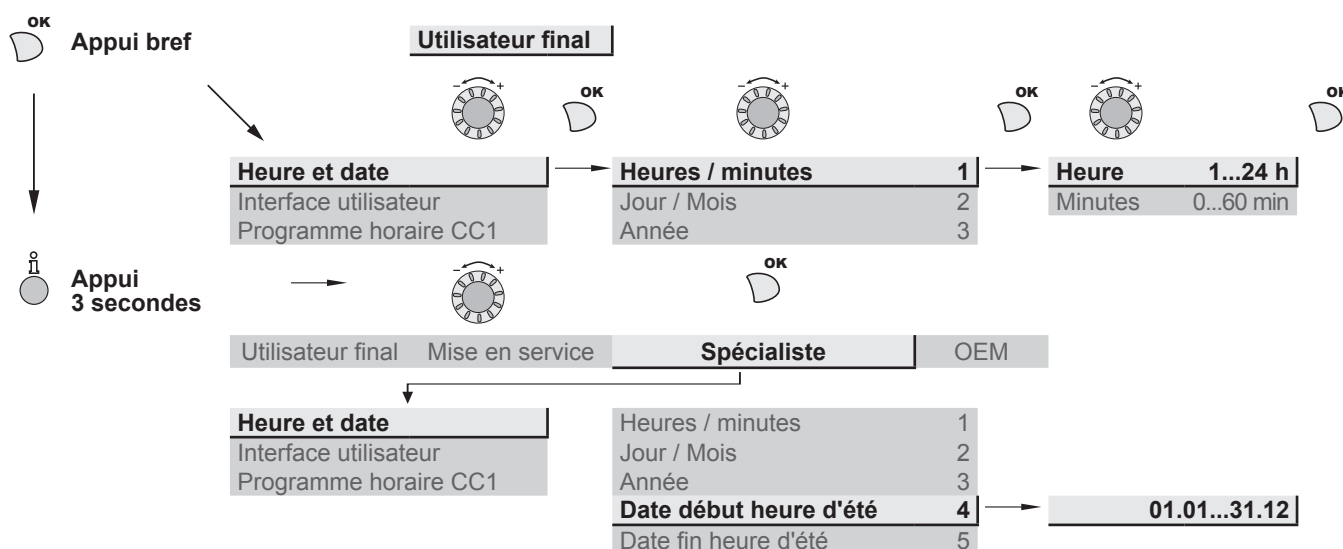 OK
Appui bref
Utilisateur final
- +
OK
- +
OK
- +
OK
Heure et date
Heures / minutes 1
Heure 1...24 h
Interface utilisateur
Jour / Mois 2
Minutes 0...60 min
Programme horaire CC1
Année 3
Appui
3 secondes
- +
OK
Utilisateur final Mise en service Spécialiste OEM
Heure et date
Heures / minutes 1
Interface utilisateur
Jour / Mois 2
Programme horaire CC1
Année 3
Date début heure d'été 4
01.01...31.12
Date fin heure d'été 5